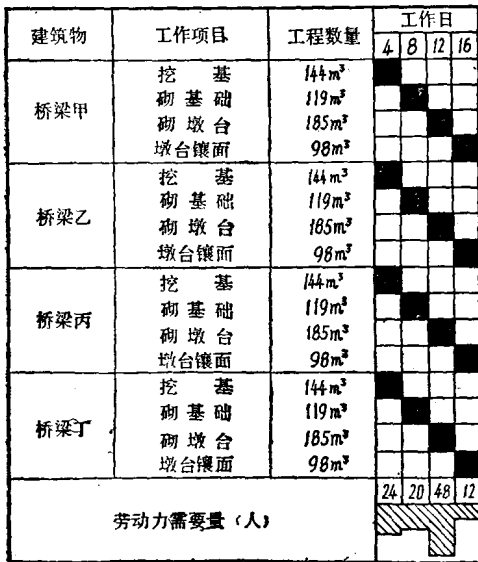 建筑物 工作项目 工程数量 工作日
4 8 12 16
桥梁甲
挖基 144m³
砌基础 119m³
砌墩台 185m³
墩台镶面 98m³
桥梁乙
挖基 144m³
砌基础 119m³
砌墩台 185m³
墩台镶面 98m³
桥梁丙
挖基 144m³
砌基础 119m³
砌墩台 185m³
墩台镶面 98m³
桥梁丁
挖基 144m³
砌基础 119m³
砌墩台 185m³
墩台镶面 98m³
劳动力需要量（人） 24 20 48 12